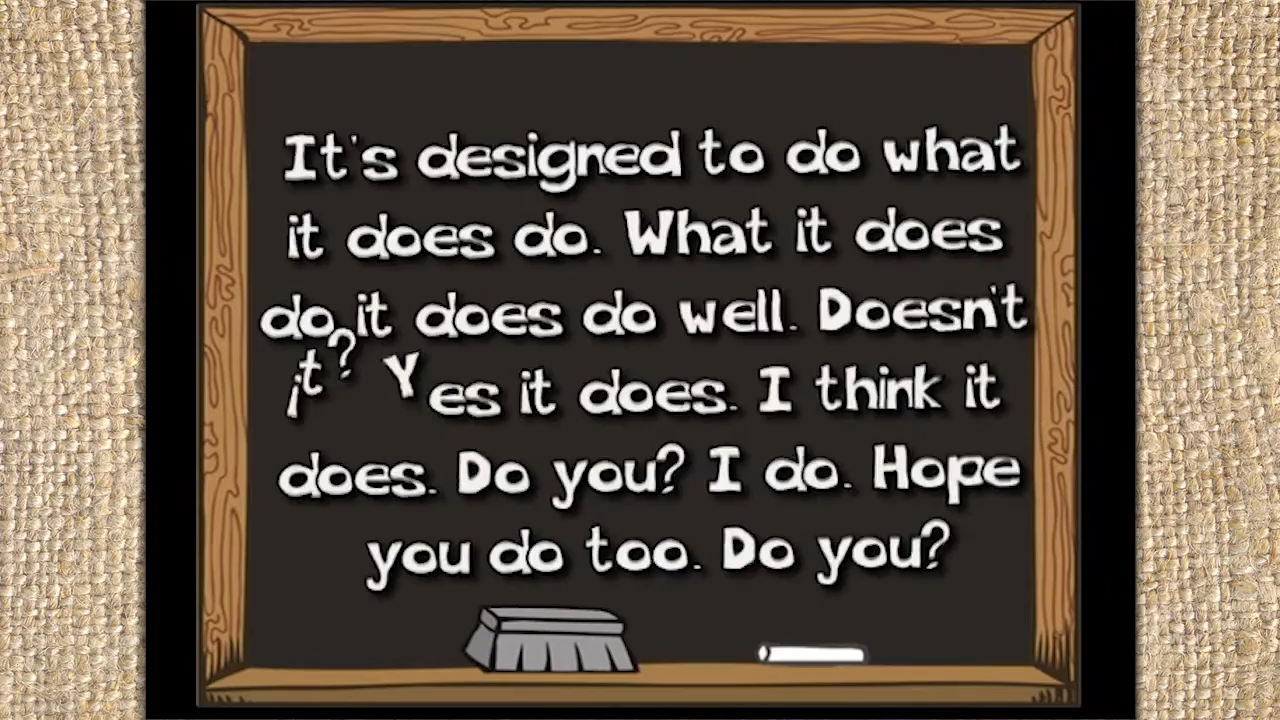 It's designed to do what
it does do. What it does
do, it does do well. Doesn't
it? Yes it does. I think it
does. Do you? I do. Hope
you do too. Do you?